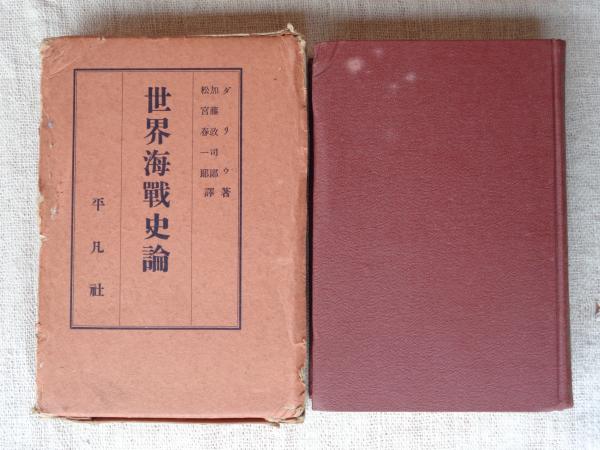 ダリウ著
加藤政司郎
松宮春一郎譯
世界海戰史論
平凡社